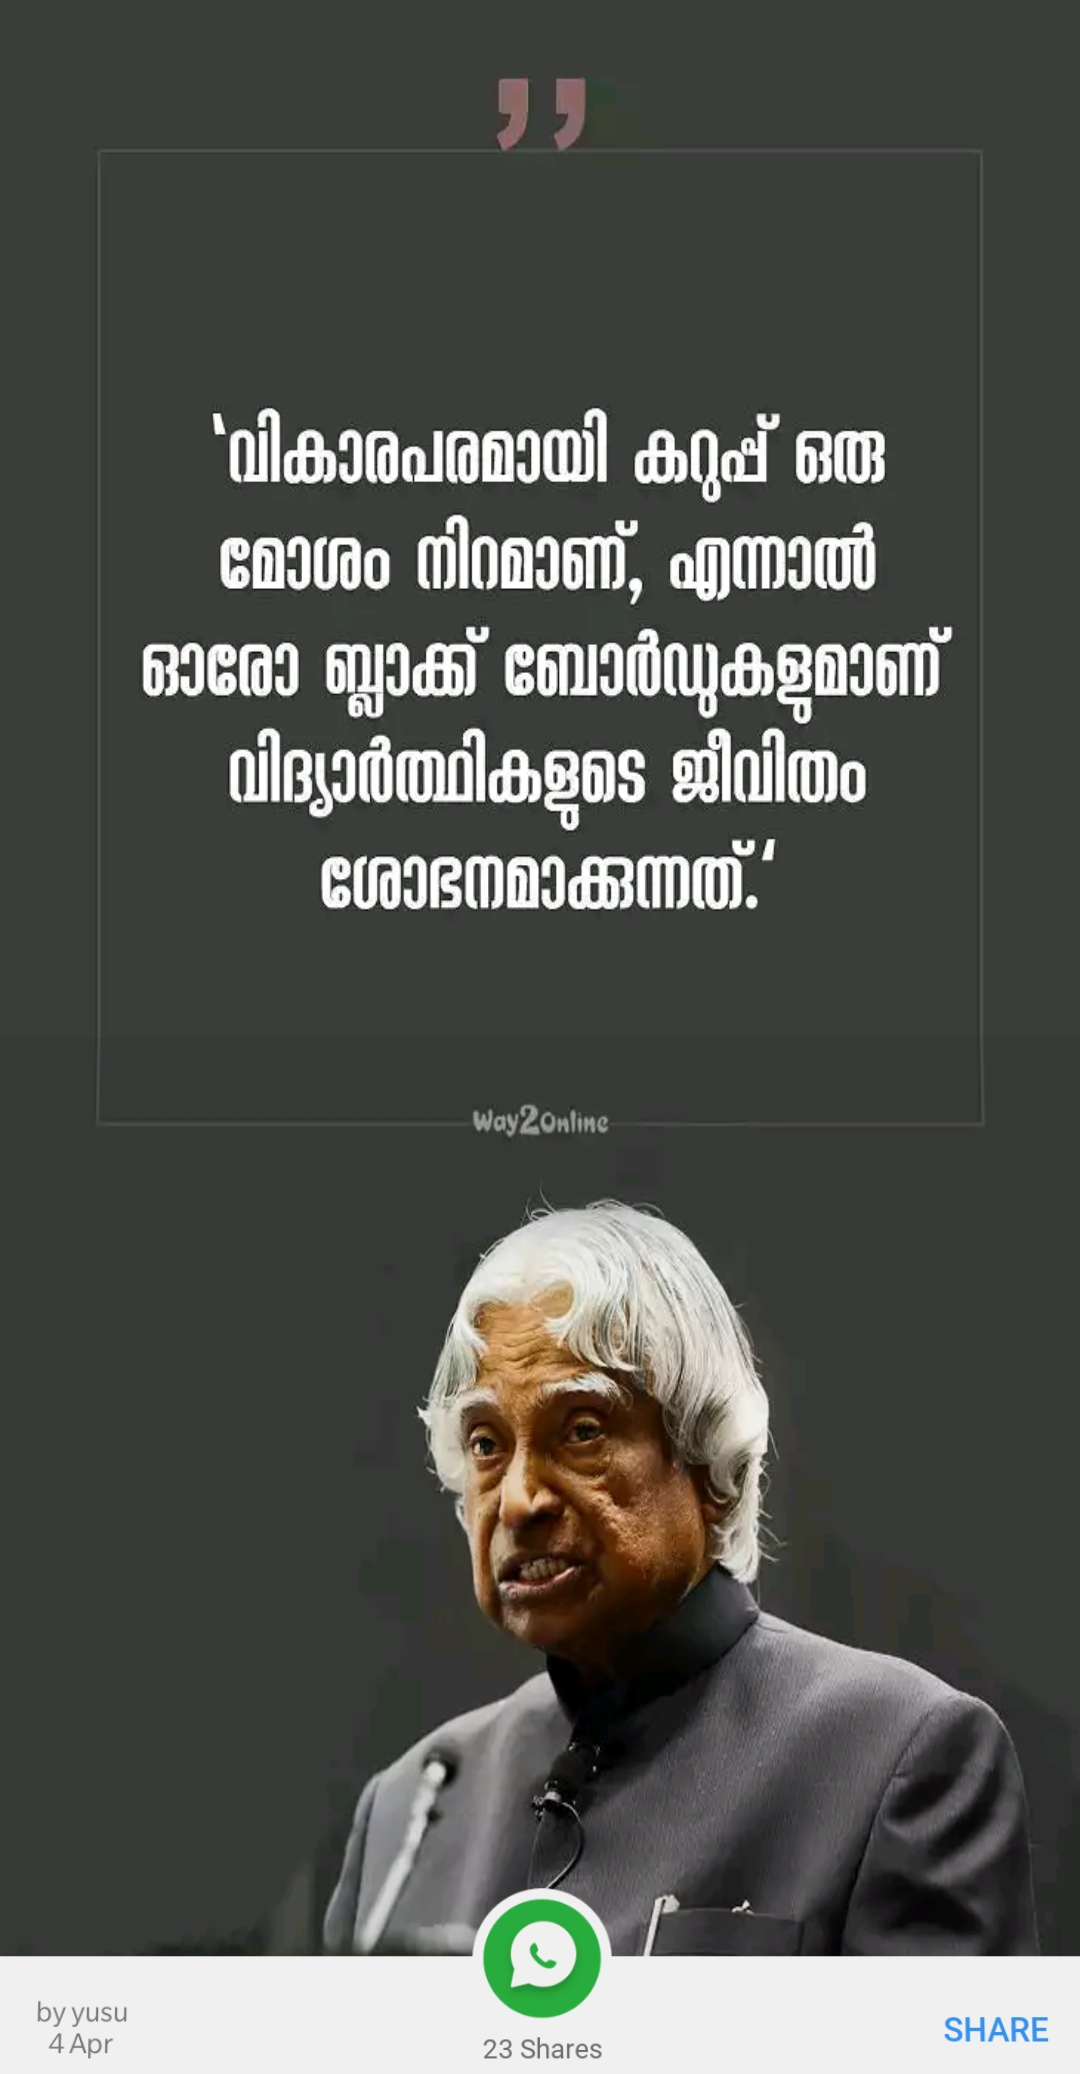 ’’
‘വികാരപരമായി കറുപ്പ് ഒരു
മോശം നിറമാണ്, എന്നാൽ
ഓരോ ബ്ലാക്ക് ബോർഡുകളുമാണ്
വിദ്യാർത്ഥികളുടെ ജീവിതം
ശോഭനമാക്കുന്നത്.‘
Way2Online
by yusu
4 Apr
23 Shares
SHARE